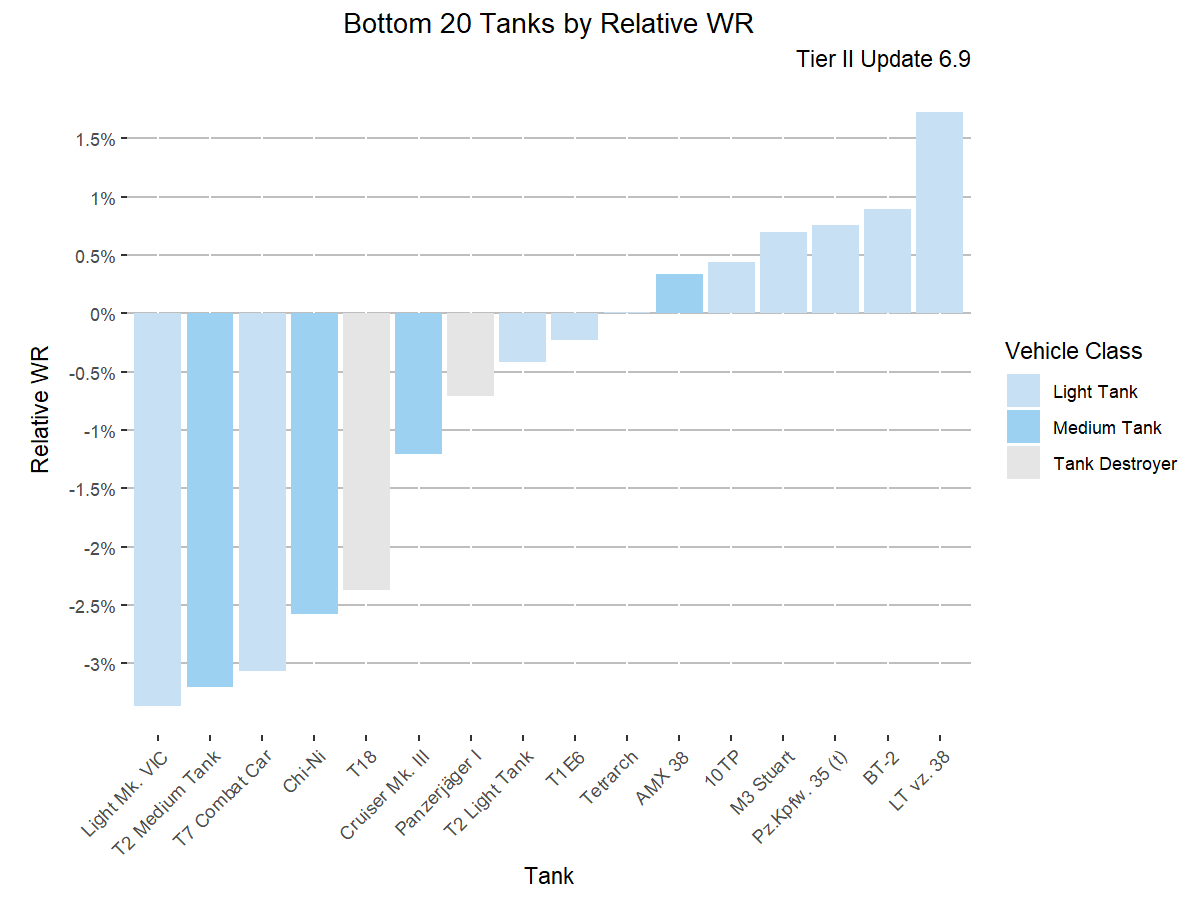 Bottom 20 Tanks by Relative WR
Tier II Update 6.9
1.5%
1%
0.5%
0%
-0.5%
-1%
-1.5%
-2%
-2.5%
-3%
Relative WR
Light Mk. VIC
T2 Medium Tank
T7 Combat Car
Chi-Ni
T18
Cruiser Mk. III
Panzerjäger I
T2 Light Tank
T1E6
Tetrarch
AMX 38
10TP
M3 Stuart
Pz.Kpfw. 35 (t)
BT-2
LT vz. 38
Tank
Vehicle Class
Light Tank
Medium Tank
Tank Destroyer